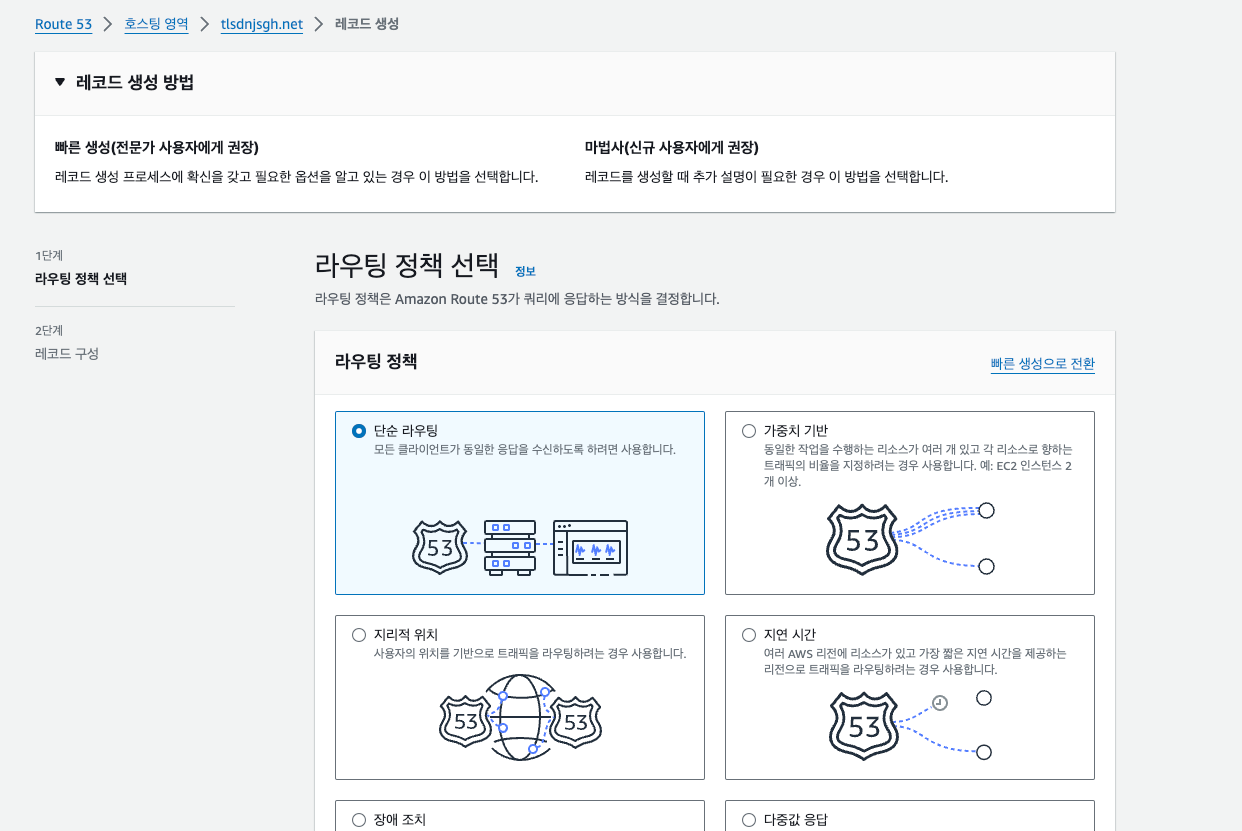 Route 53 > 호스팅 영역 > tlsdnjsgh.net > 레코드 생성
▼ 레코드 생성 방법
빠른 생성(전문가 사용자에게 권장)
레코드 생성 프로세스에 확신을 갖고 필요한 옵션을 알고 있는 경우 이 방법을 선택합니다.
마법사(신규 사용자에게 권장)
레코드를 생성할 때 추가 설명이 필요한 경우 이 방법을 선택합니다.
1단계
라우팅 정책 선택
2단계
레코드 구성
라우팅 정책 선택 정보
라우팅 정책은 Amazon Route 53가 쿼리에 응답하는 방식을 결정합니다.
라우팅 정책
빠른 생성으로 전환
단순 라우팅
모든 클라이언트가 동일한 응답을 수신하도록 하려면 사용합니다.
53
가중치 기반
동일한 작업을 수행하는 리소스가 여러 개 있고 각 리소스로 향하는
트래픽의 비율을 지정하려는 경우 사용합니다. 예: EC2 인스턴스 2
개 이상.
53
지리적 위치
사용자의 위치를 기반으로 트래픽을 라우팅하려는 경우 사용합니다.
53 53
지연 시간
여러 AWS 리전에 리소스가 있고 가장 짧은 지연 시간을 제공하는
리전으로 트래픽을 라우팅하려는 경우 사용합니다.
53
장애 조치
다중값 응답